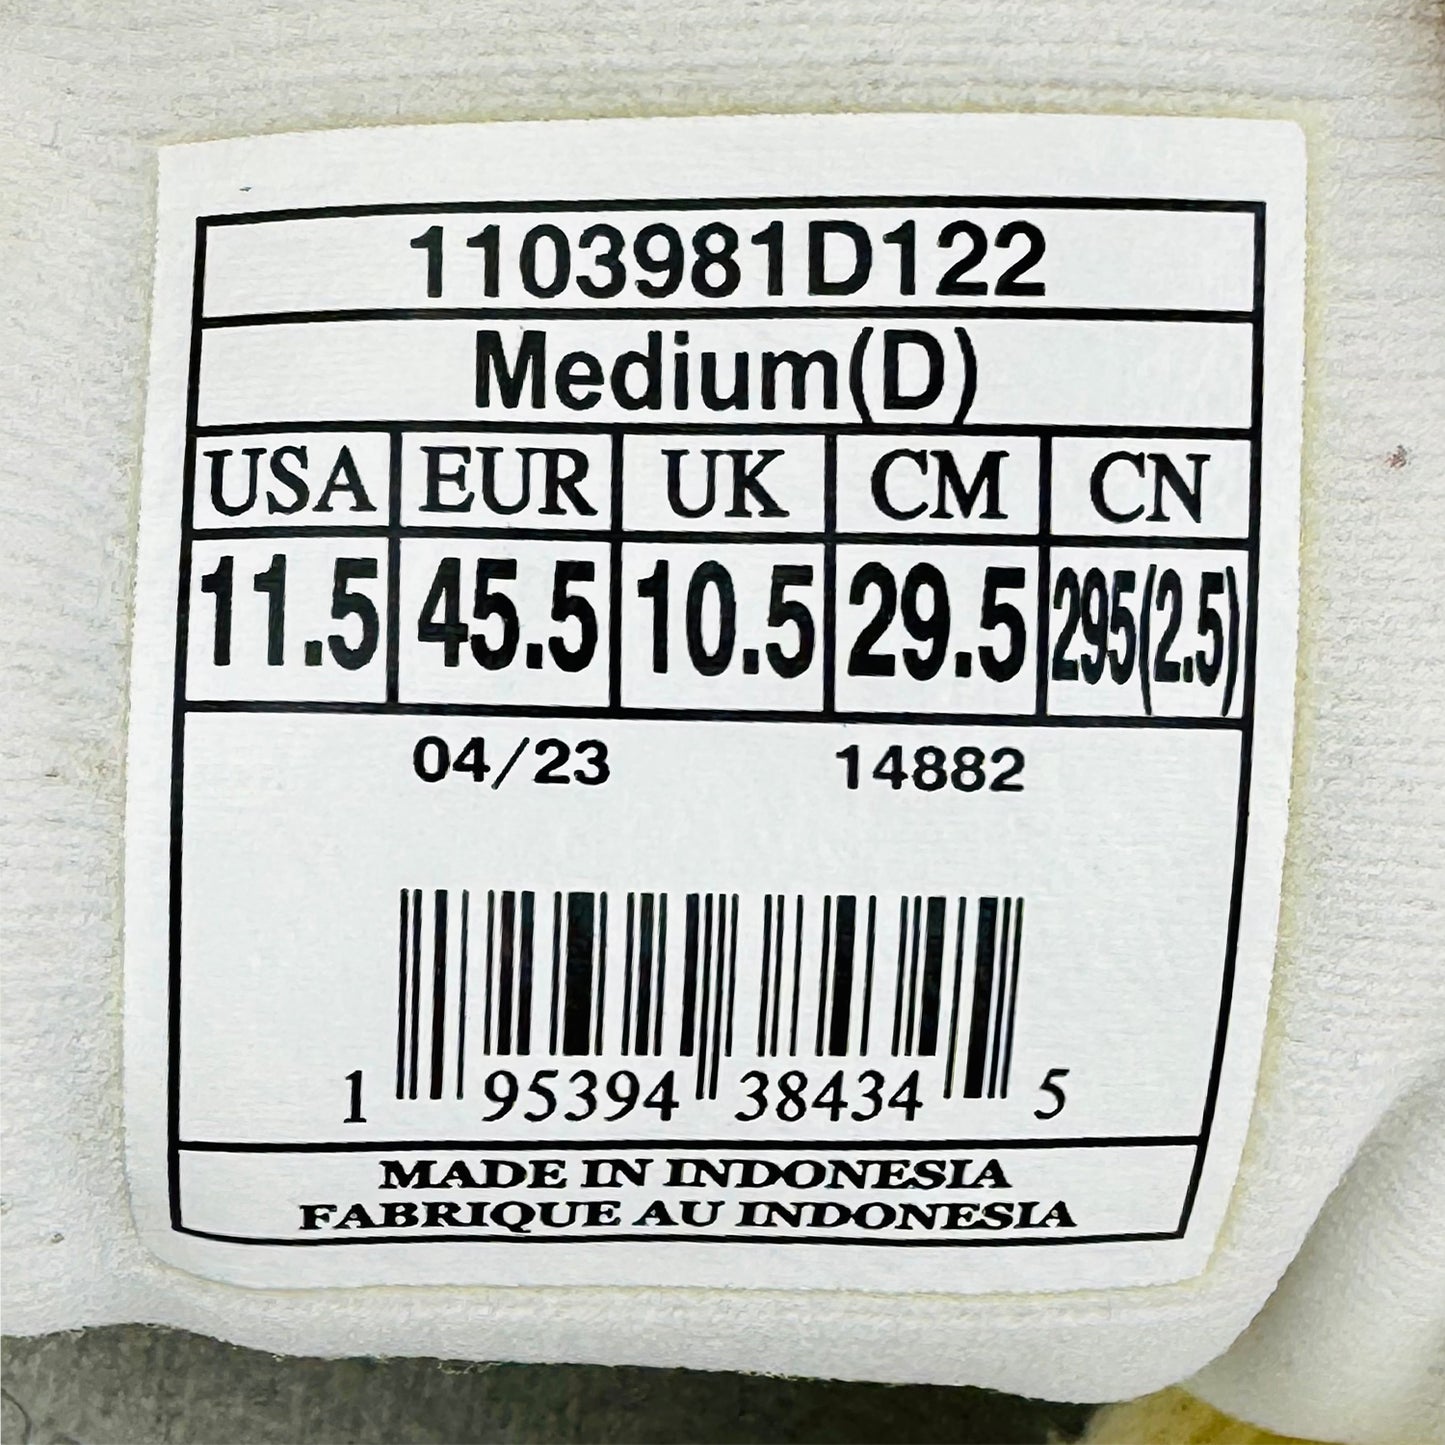 1103981D122
Medium(D)
USA EUR UK CM CN
11.5 45.5 10.5 29.5 295(2.5)
04/23 14882
1 95394 38434 5
MADE IN INDONESIA
FABRIQUE AU INDONESIA